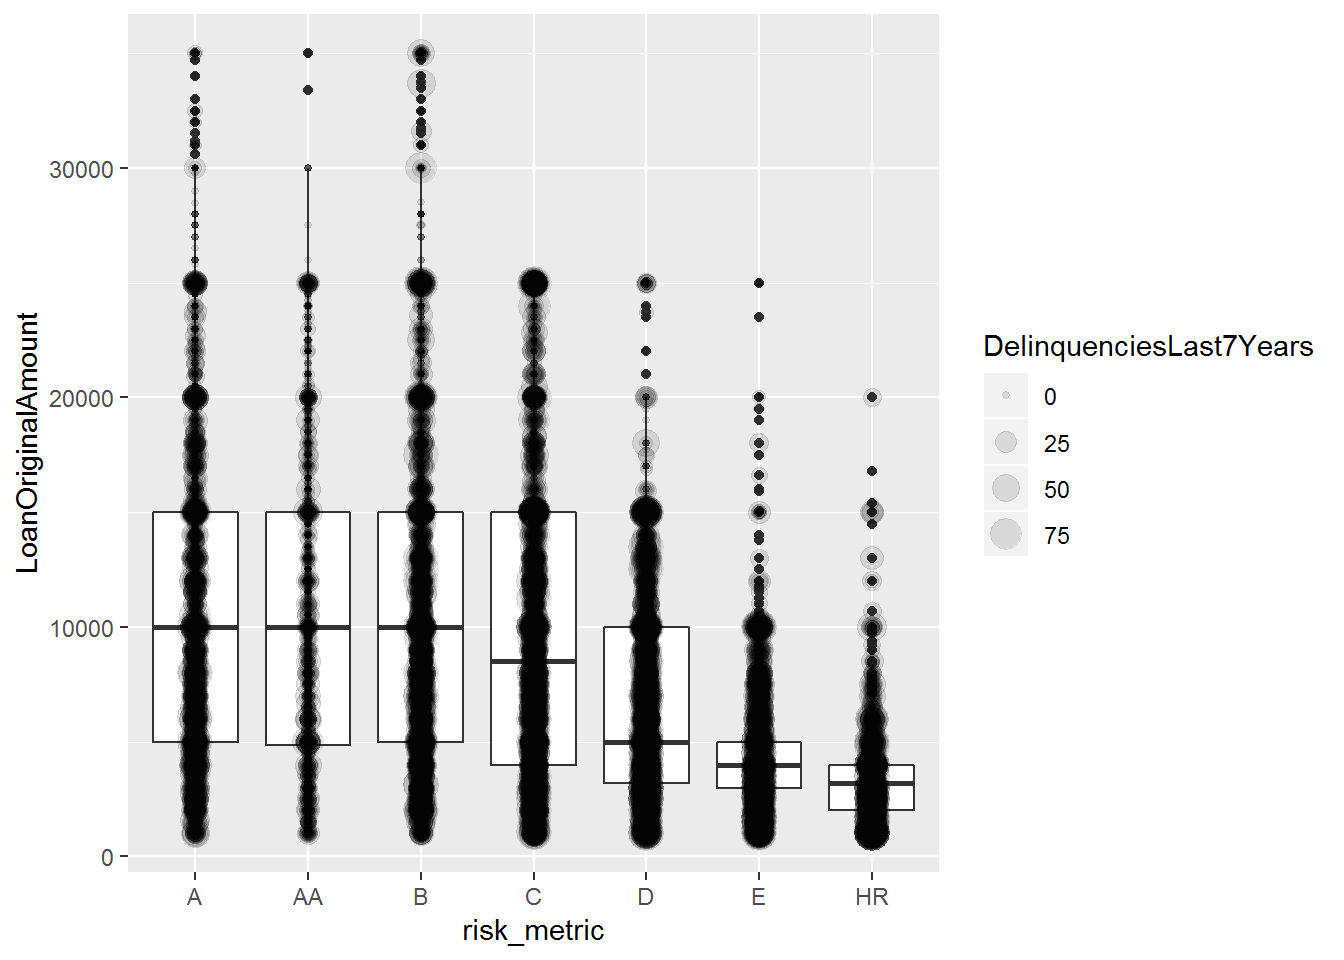 LoanOriginalAmount
30000
20000
10000
0
A AA B C D E HR
risk_metric
DelinquenciesLast7Years
0
25
50
75